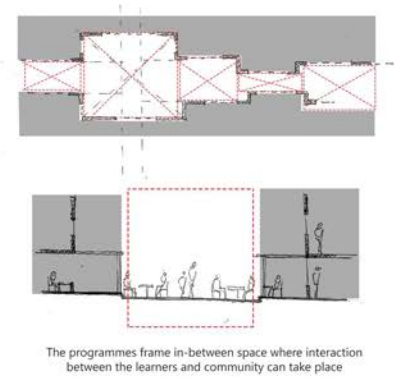 The programmes frame in-between space where interaction
between the learners and community can take place